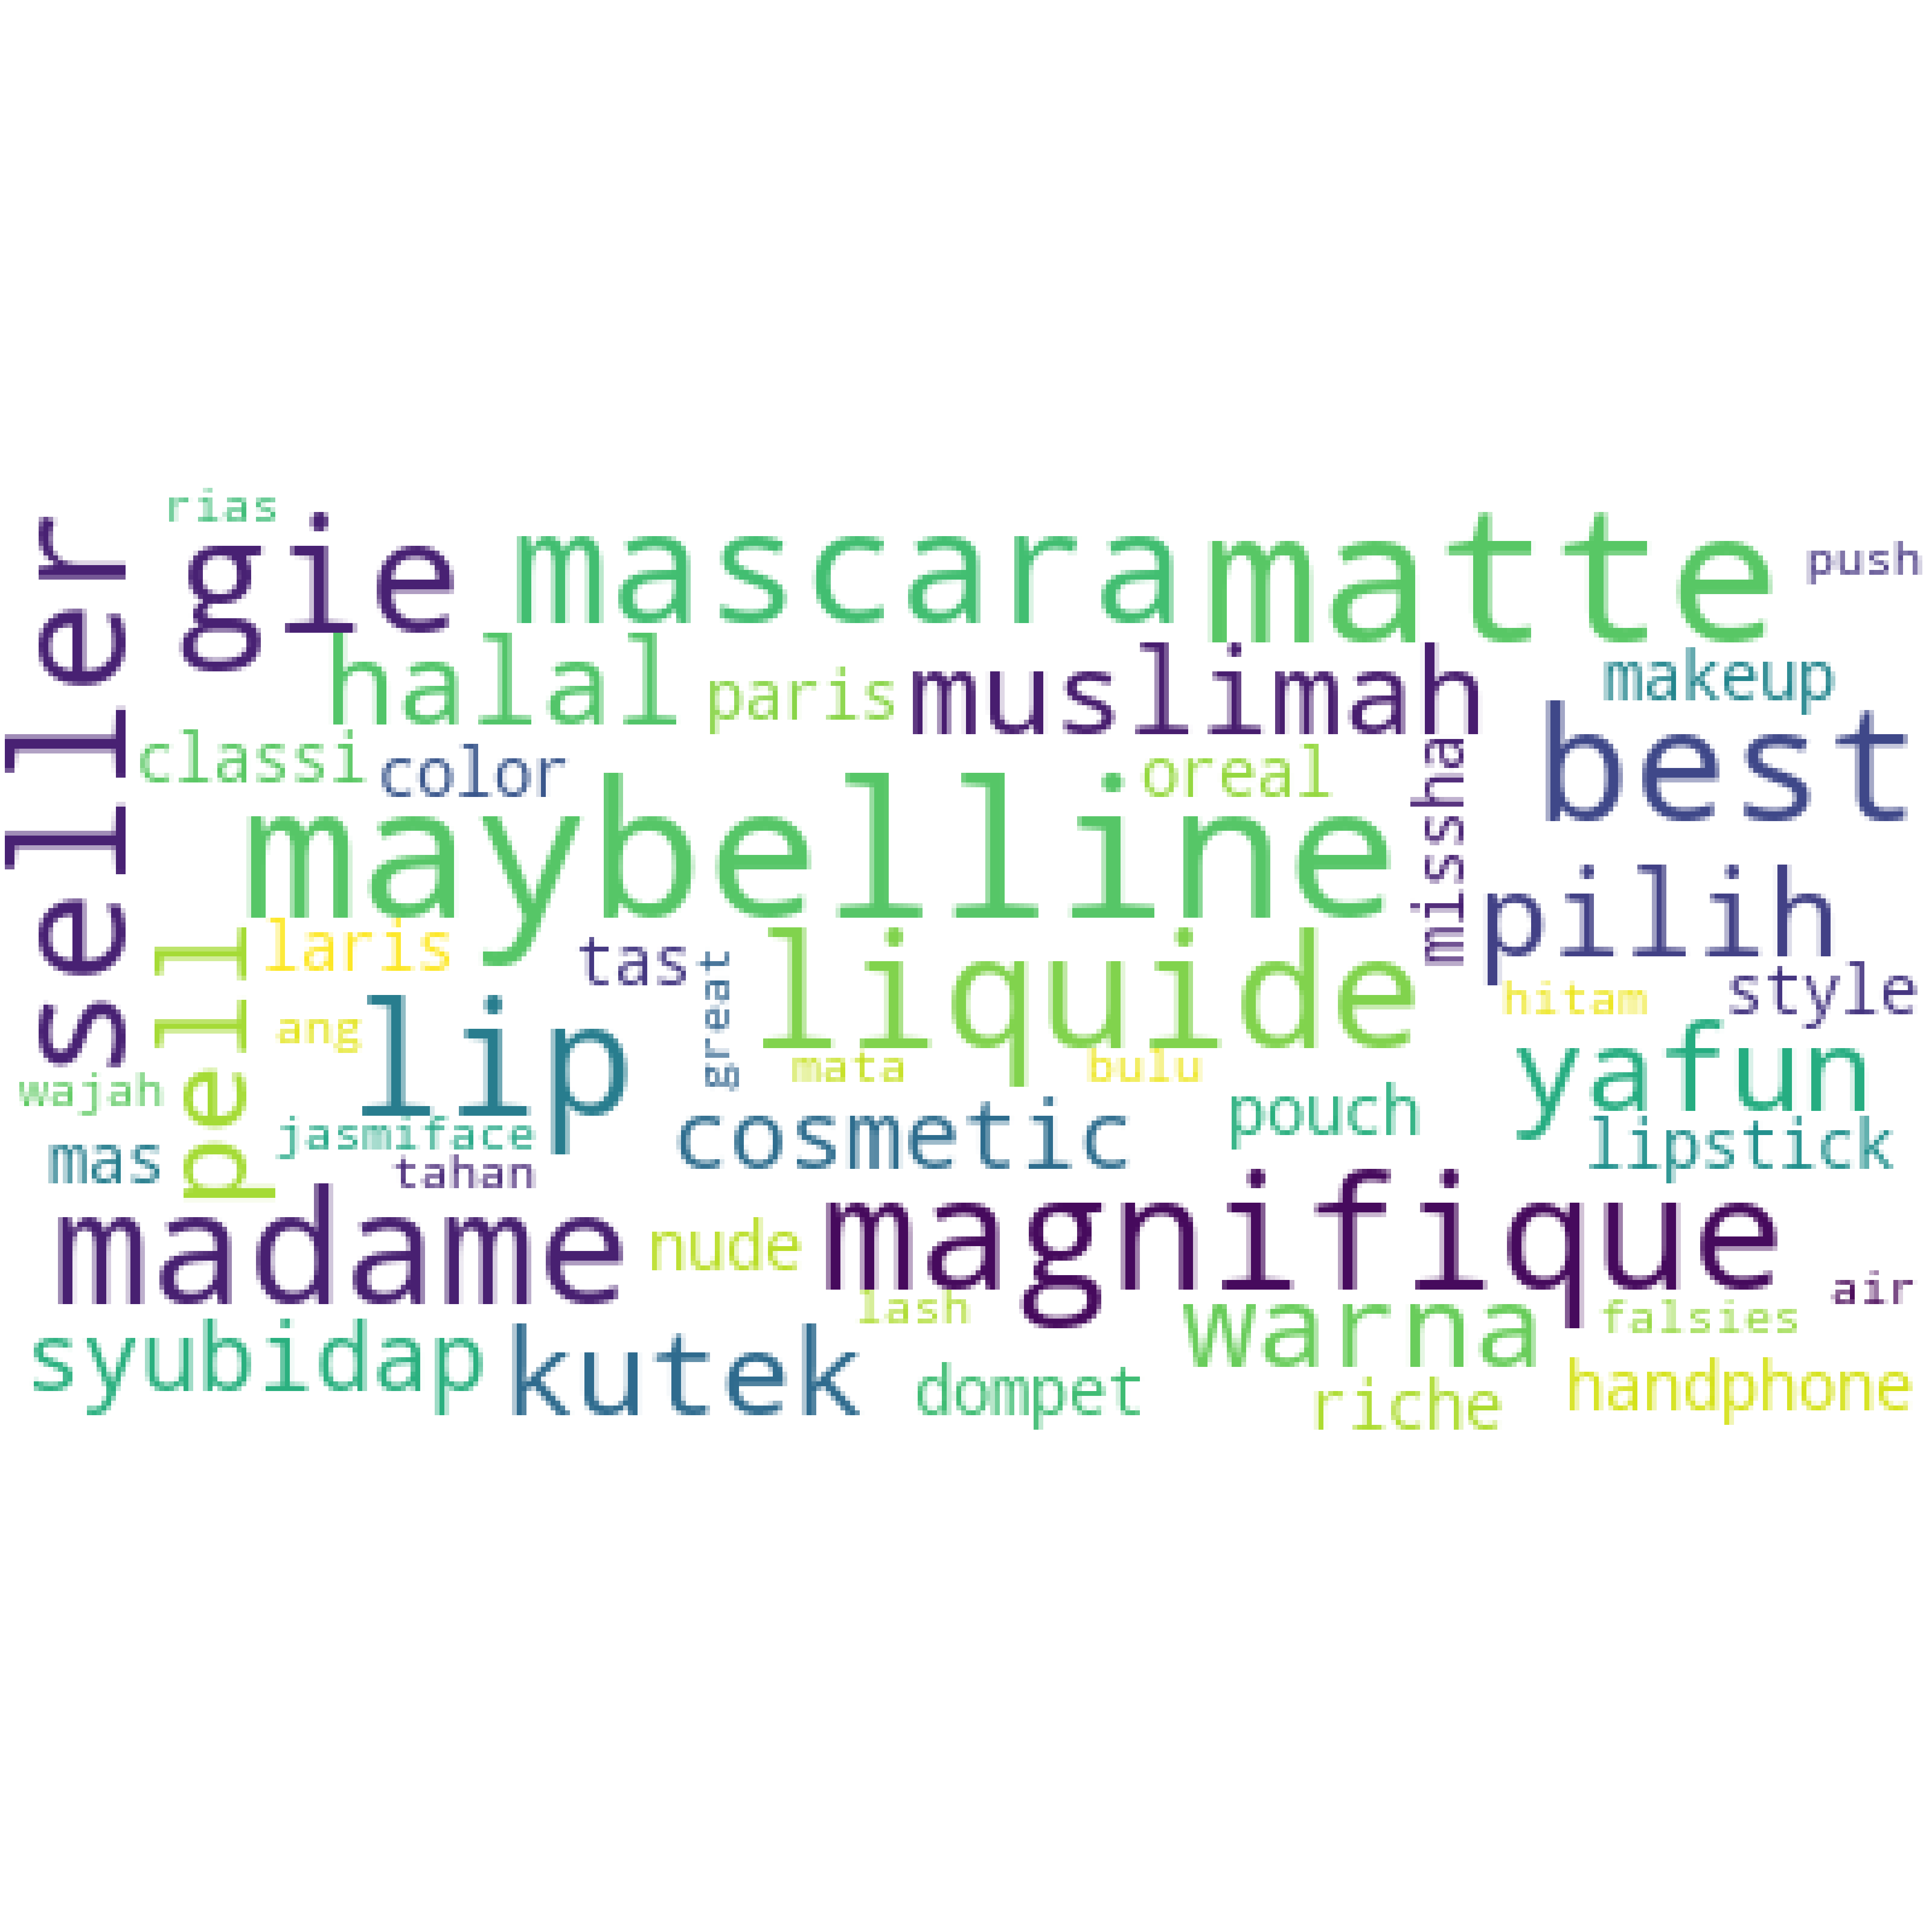 rias
seller
gie
mascara
matte
push
halal
paris
muslimah
makeup
classi
color
oreal
missha
best
maybelline
pilih
laris
tas
great
liquide
hitam
style
pell
ang
lip
mata
bulu
yafun
wajah
jasmiface
cosmetic
pouch
lipstick
mas
tahan
madame
nude
magnifique
air
lash
warna
falsies
syubidap
kutek
dompet
riche
handphone